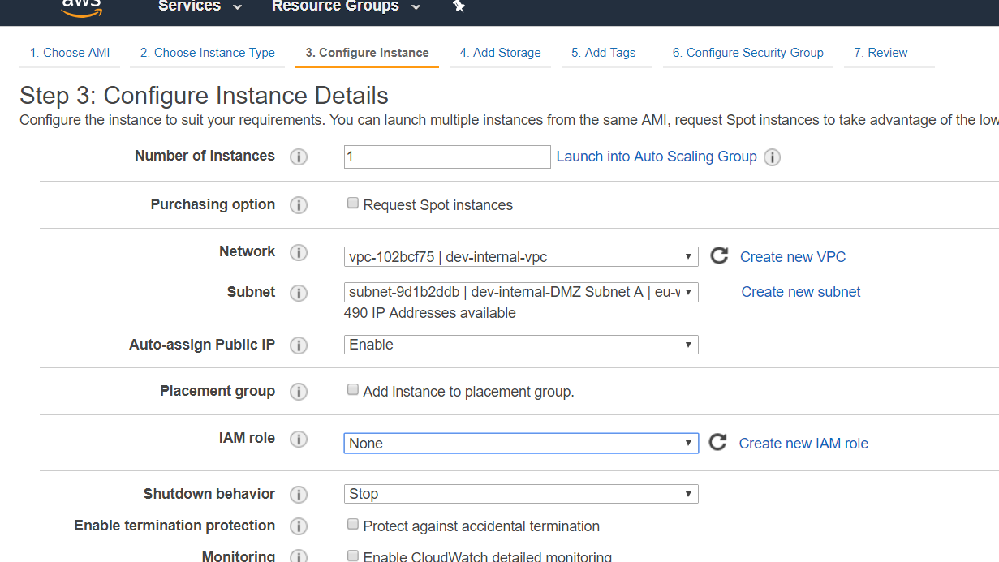 aws Services Resource Groups
1. Choose AMI 2. Choose Instance Type 3. Configure Instance 4. Add Storage 5. Add Tags 6. Configure Security Group 7. Review
Step 3: Configure Instance Details
Configure the instance to suit your requirements. You can launch multiple instances from the same AMI, request Spot instances to take advantage of the low
Number of instances 1 Launch into Auto Scaling Group
Purchasing option Request Spot instances
Network vpc-102bcf75 | dev-internal-vpc Create new VPC
Subnet subnet-9d1b2ddb | dev-internal-DMZ Subnet A | eu-w Create new subnet
490 IP Addresses available
Auto-assign Public IP Enable
Placement group Add instance to placement group.
IAM role None Create new IAM role
Shutdown behavior Stop
Enable termination protection Protect against accidental termination
Monitoring Enable CloudWatch detailed monitoring